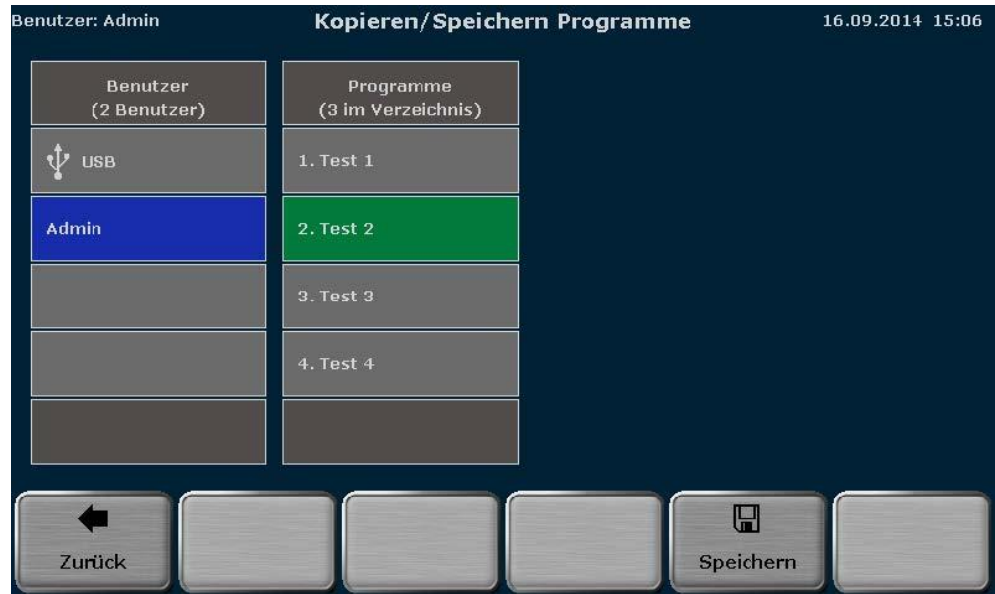 Benutzer: Admin
Kopieren/Speichern Programme
16.09.2014 15:06
Benutzer
(2 Benutzer)
Programme
(3 im Verzeichnis)
USB
1. Test 1
Admin
2. Test 2
3. Test 3
4. Test 4
Zurück
Speichern